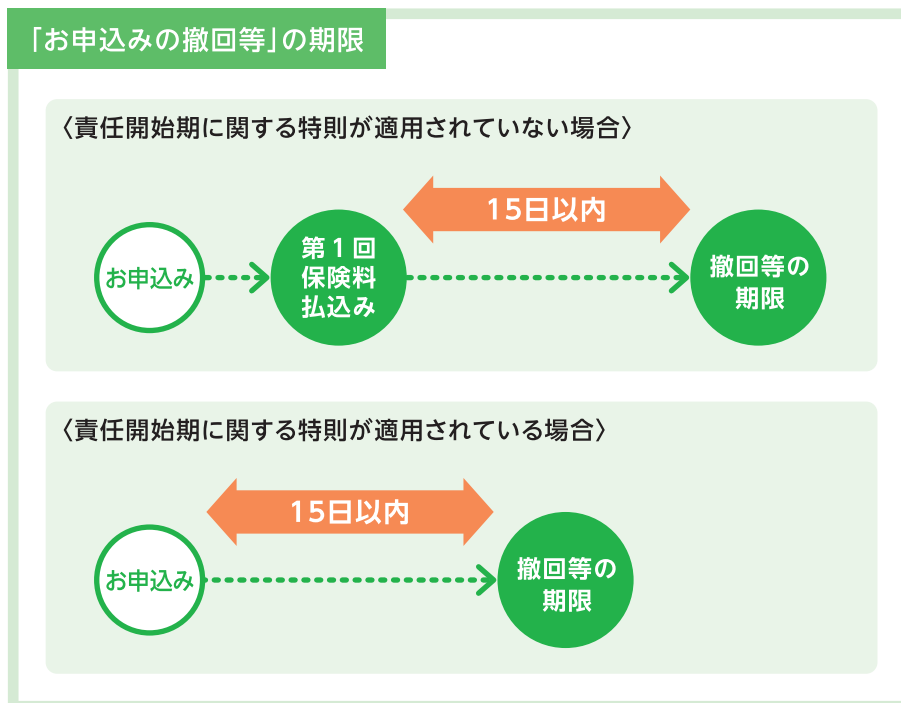 「お申込みの撤回等」の期限
〈責任開始期に関する特則が適用されていない場合〉
15日以内
お申込み
第1回
保険料
払込み
撤回等の
期限
〈責任開始期に関する特則が適用されている場合〉
15日以内
お申込み
撤回等の
期限